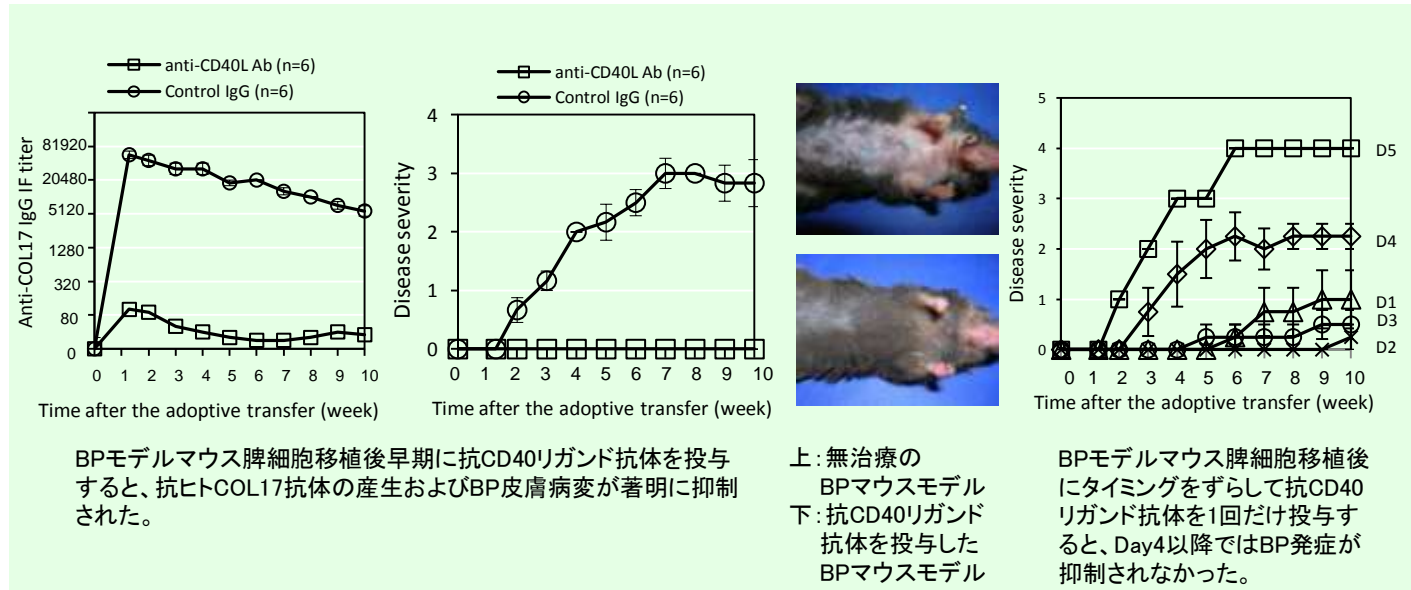 anti-CD40L Ab (n=6)
Control IgG (n=6)
Anti-COL17 IgG IF titer
81920
20480
5120
1280
320
80
0
0 1 2 3 4 5 6 7 8 9 10
Time after the adoptive transfer (week)
anti-CD40L Ab (n=6)
Control IgG (n=6)
Disease severity
4
3
2
1
0
0 1 2 3 4 5 6 7 8 9 10
Time after the adoptive transfer (week)
BPモデルマウス脾細胞移植後早期に抗CD40リガンド抗体を投与
すると、抗ヒトCOL17抗体の産生およびBP皮膚病変が著明に抑制
された。
上：無治療の
BPマウスモデル
下：抗CD40リガンド
抗体を投与した
BPマウスモデル
Disease severity
5
4
3
2
1
0
0 1 2 3 4 5 6 7 8 9 10
D5
D4
D1
D3
D2
Time after the adoptive transfer (week)
BPモデルマウス脾細胞移植後
にタイミングをずらして抗CD40
リガンド抗体を1回だけ投与す
ると、Day4以降ではBP発症が
抑制されなかった。